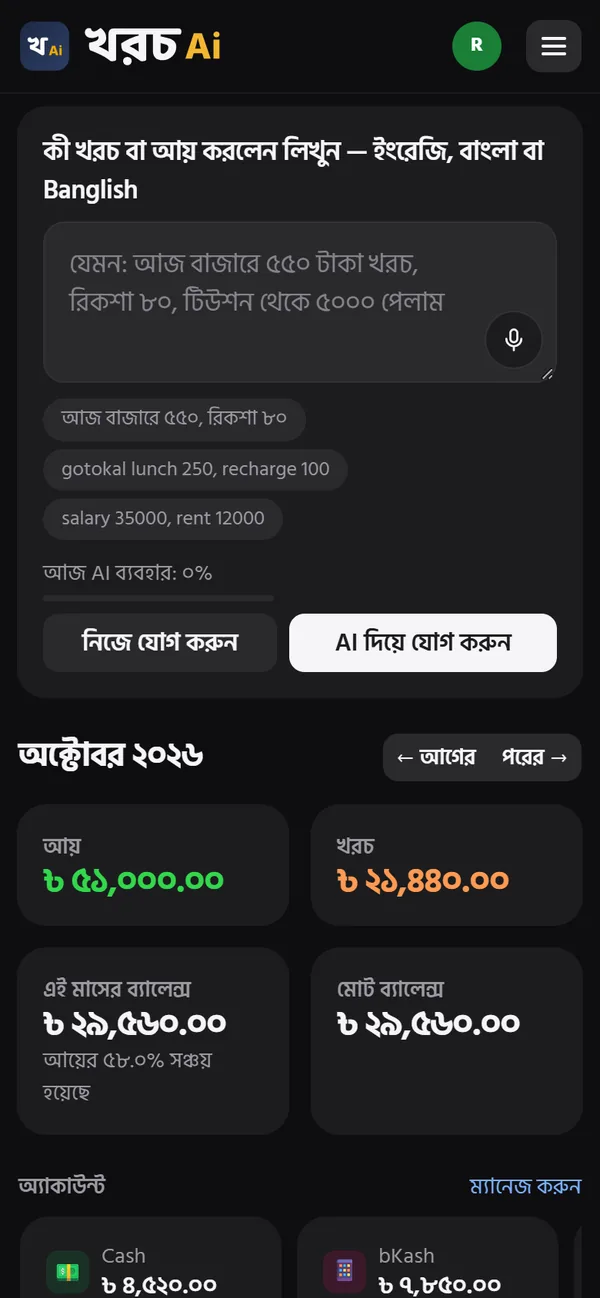 খAi খরচ Ai R
কী খরচ বা আয় করলেন লিখুন — ইংরেজি, বাংলা বা
Banglish
যেমন: আজ বাজারে ৫৫০ টাকা খরচ,
রিকশা ৮০, টিউশন থেকে ৫০০০ পেলাম
আজ বাজারে ৫৫০, রিকশা ৮০
gotokal lunch 250, recharge 100
salary 35000, rent 12000
আজ AI ব্যবহার: ০%
নিজে যোগ করুন AI দিয়ে যোগ করুন
অক্টোবর ২০২৬ ← আগের পরের →
আয় খরচ
৳ ৫১,০০০.০০ ৳ ২১,৪৪০.০০
এই মাসের ব্যালেন্স মোট ব্যালেন্স
৳ ২৯,৫৬০.০০ ৳ ২৯,৫৬০.০০
আয়ের ৫৮.০% সঞ্চয়
হয়েছে
অ্যাকাউন্ট ম্যানেজ করুন
Cash bKash
৳ ৪,৫২০.০০ ৳ ৭,৮৫০.০০